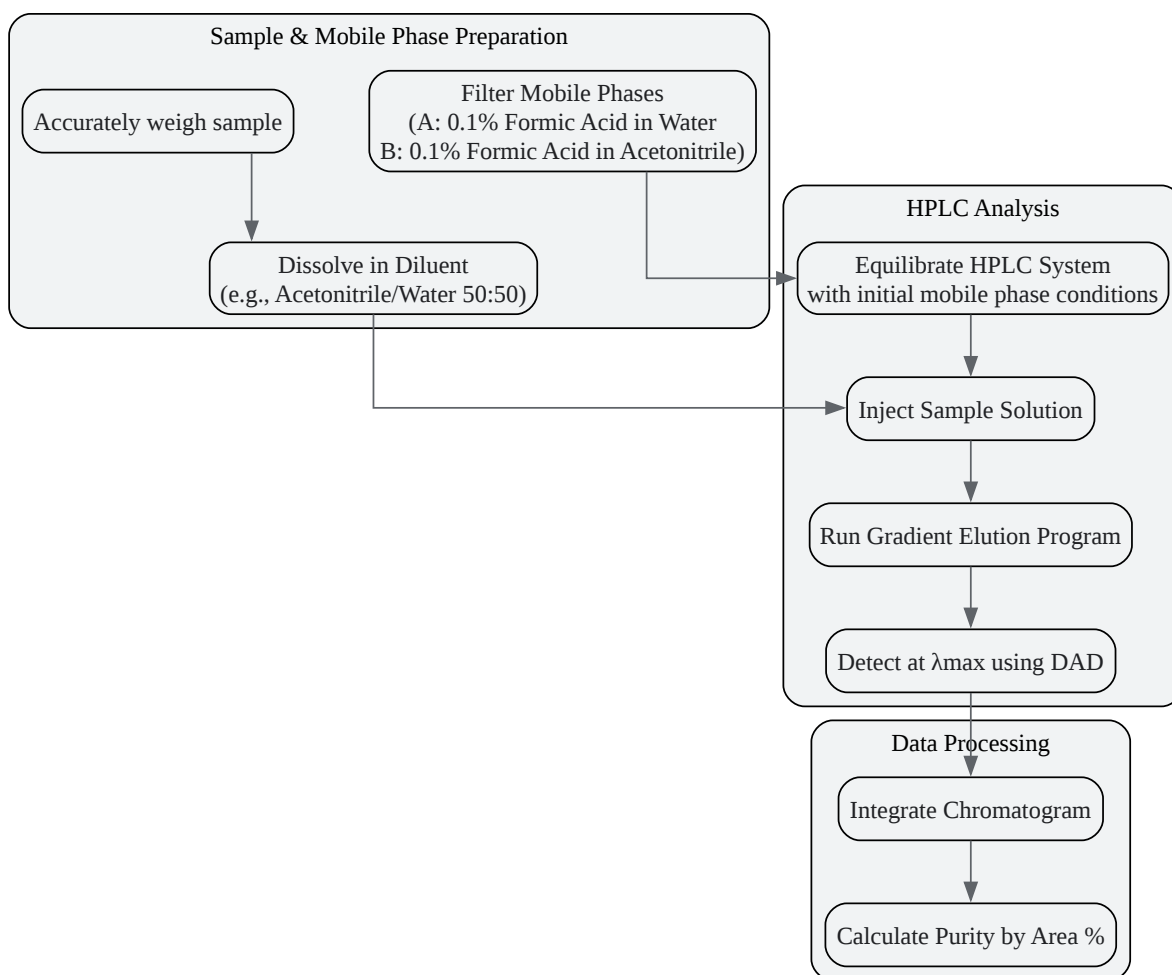 Sample & Mobile Phase Preparation
Accurately weigh sample
Filter Mobile Phases
(A: 0.1% Formic Acid in Water
B: 0.1% Formic Acid in Acetonitrile)
Dissolve in Diluent
(e.g., Acetonitrile/Water 50:50)
HPLC Analysis
Equilibrate HPLC System
with initial mobile phase conditions
Inject Sample Solution
Run Gradient Elution Program
Detect at λmax using DAD
Data Processing
Integrate Chromatogram
Calculate Purity by Area %